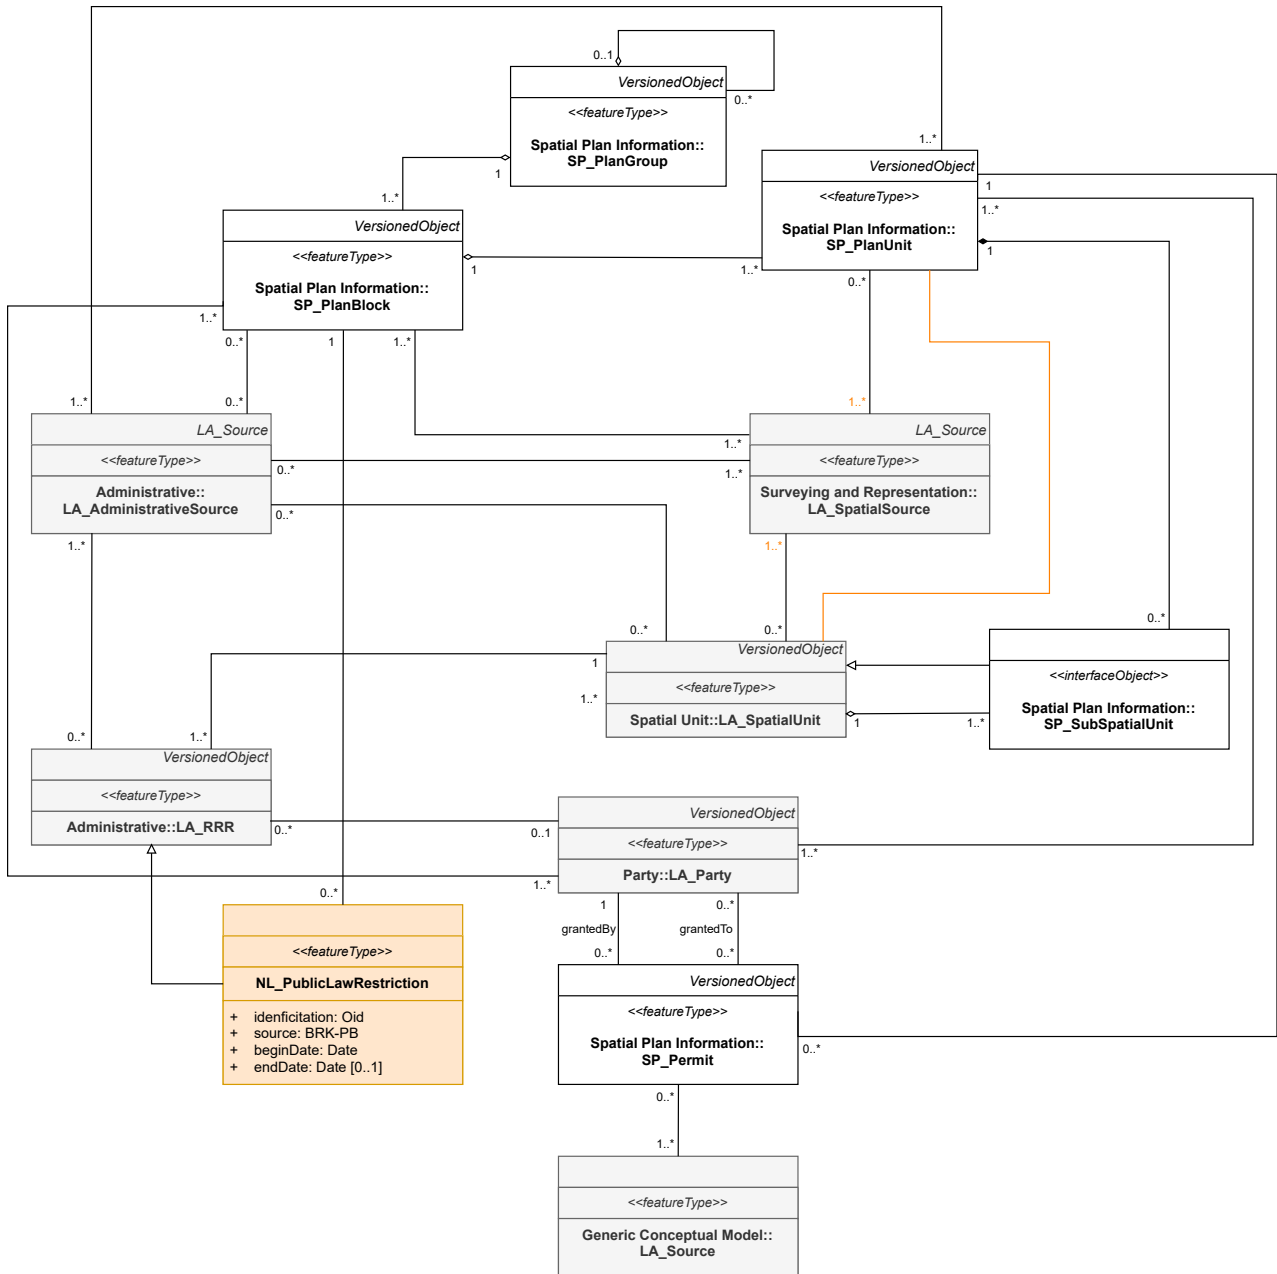 0..1
VersionedObject
0..*
<<featureType>>
Spatial Plan Information::
SP_PlanGroup
1
1..*
1..*
VersionedObject
<<featureType>>
Spatial Plan Information::
SP_PlanUnit
1
1..*
1
0..*
1..*
VersionedObject
<<featureType>>
Spatial Plan Information::
SP_PlanBlock
1
1..*
0..*
1
1..*
1..*
0..*
1..*
LA_Source
<<featureType>>
Administrative::
LA_AdministrativeSource
0..*
0..*
1..*
LA_Source
<<featureType>>
Surveying and Representation::
LA_SpatialSource
1..*
1..*
1..*
0..*
0..*
0..*
VersionedObject
<<featureType>>
Spatial Unit::LA_SpatialUnit
1
1..*
1
1..*
<<interfaceObject>>
Spatial Plan Information::
SP_SubSpatialUnit
0..*
1..*
VersionedObject
<<featureType>>
Administrative::LA_RRR
0..*
0..1
VersionedObject
<<featureType>>
Party::LA_Party
1..*
1..*
0..*
<<featureType>>
NL_PublicLawRestriction
+ idenficitation: Oid
+ source: BRK-PB
+ beginDate: Date
+ endDate: Date [0..1]
1
0..*
grantedBy
grantedTo
0..*
0..*
VersionedObject
<<featureType>>
Spatial Plan Information::
SP_Permit
0..*
0..*
1..*
<<featureType>>
Generic Conceptual Model::
LA_Source